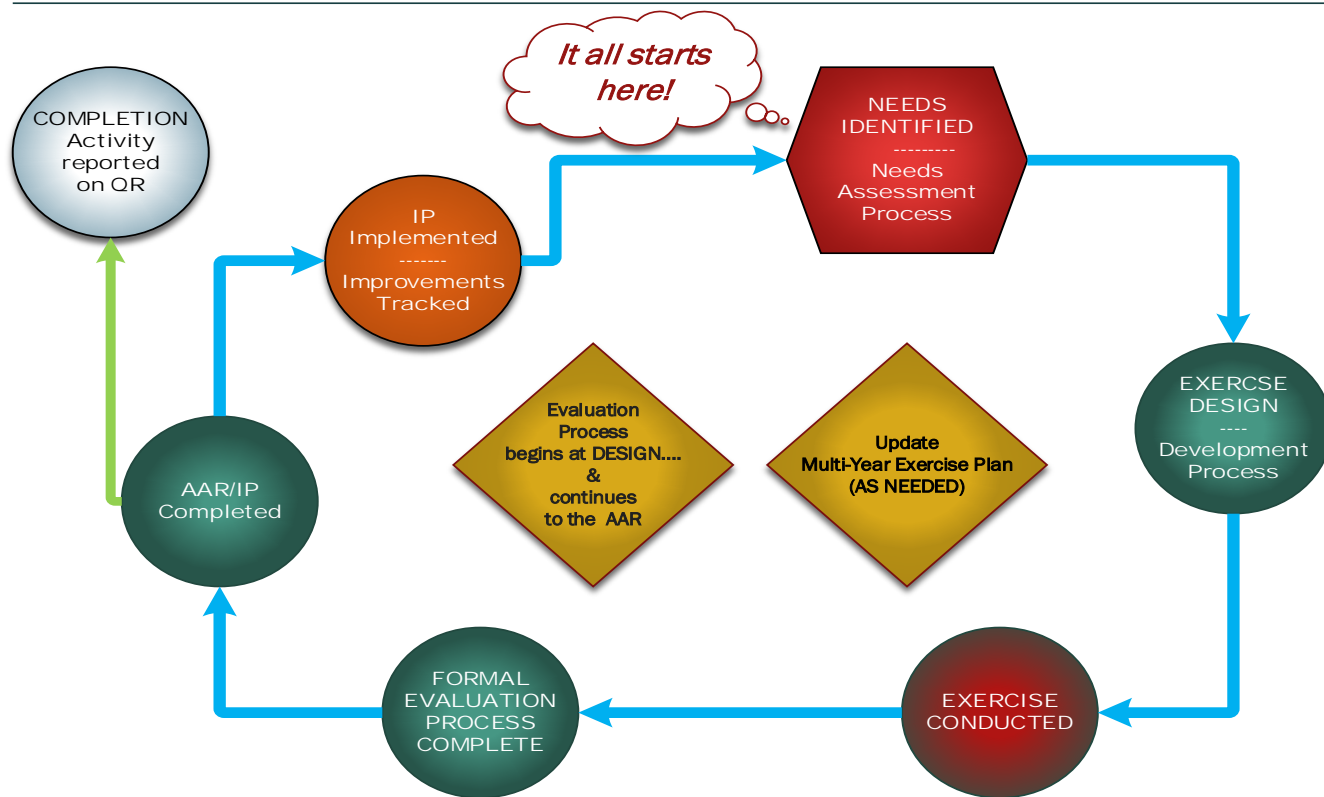 It all starts
here!
NEEDS
IDENTIFIED
---------
Needs
Assessment
Process
COMPLETION
Activity
reported
on QR
IP
Implemented
-------
Improvements
Tracked
EXERCSE
DESIGN
----
Development
Process
Evaluation
Process
begins at DESIGN....
&
continues
to the AAR
Update
Multi-Year Exercise Plan
(AS NEEDED)
AAR/IP
Completed
FORMAL
EVALUATION
PROCESS
COMPLETE
EXERCISE
CONDUCTED